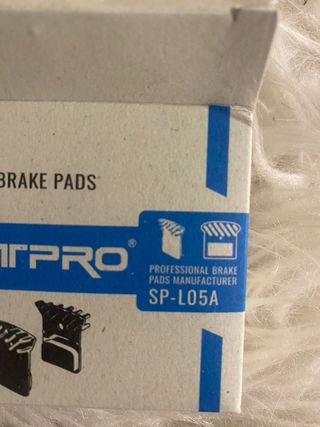 BRAKE PADS
TPRO®
PROFESSIONAL BRAKE
PADS MANUFACTURER
SP-L05A